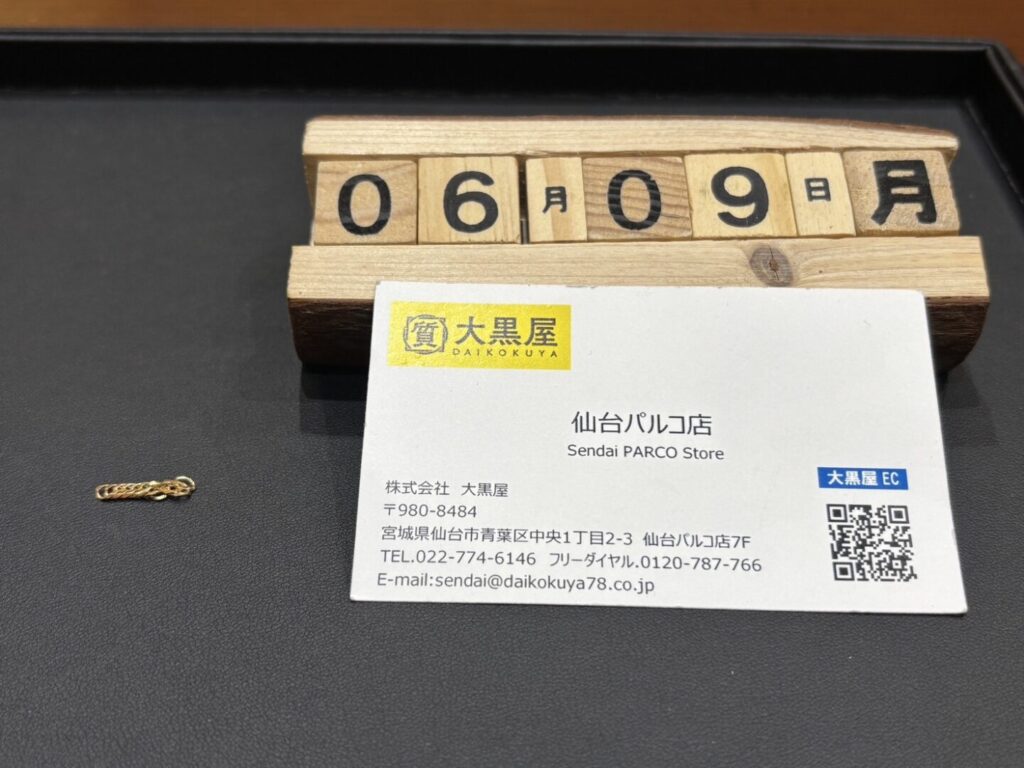 06月09日月
質 大黒屋
DAIKOKUYA
仙台パルコ店
Sendai PARCO Store
大黒屋 EC
株式会社 大黒屋
〒980-8484
宮城県仙台市青葉区中央1丁目2-3 仙台パルコ店7F
TEL.022-774-6146 フリーダイヤル.0120-787-766
E-mail:sendai@daikokuya78.co.jp